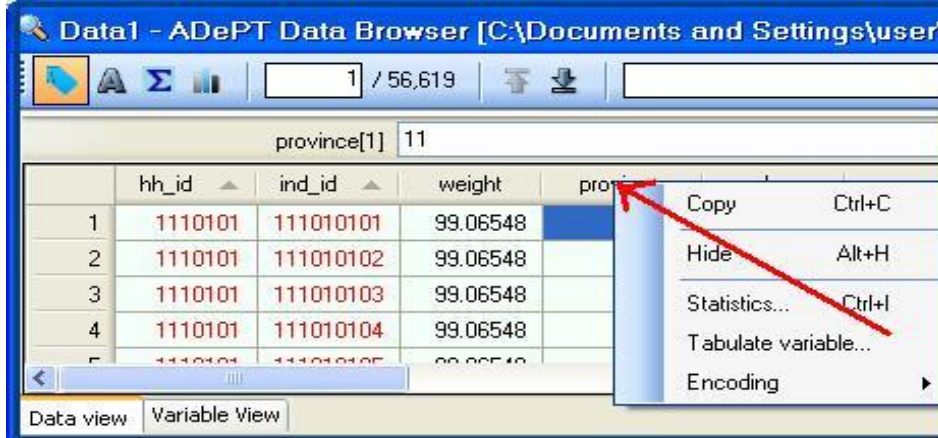 Data1 - ADePT Data Browser [C:\Documents and Settings\user
A Σ 1 / 56,619
province[1] 11
hh_id ind_id weight
1 1110101 111010101 99.06548
2 1110101 111010102 99.06548
3 1110101 111010103 99.06548
4 1110101 111010104 99.06548
Copy Ctrl+C
Hide Alt+H
Statistics... Ctrl+I
Tabulate variable...
Encoding
Data view Variable View